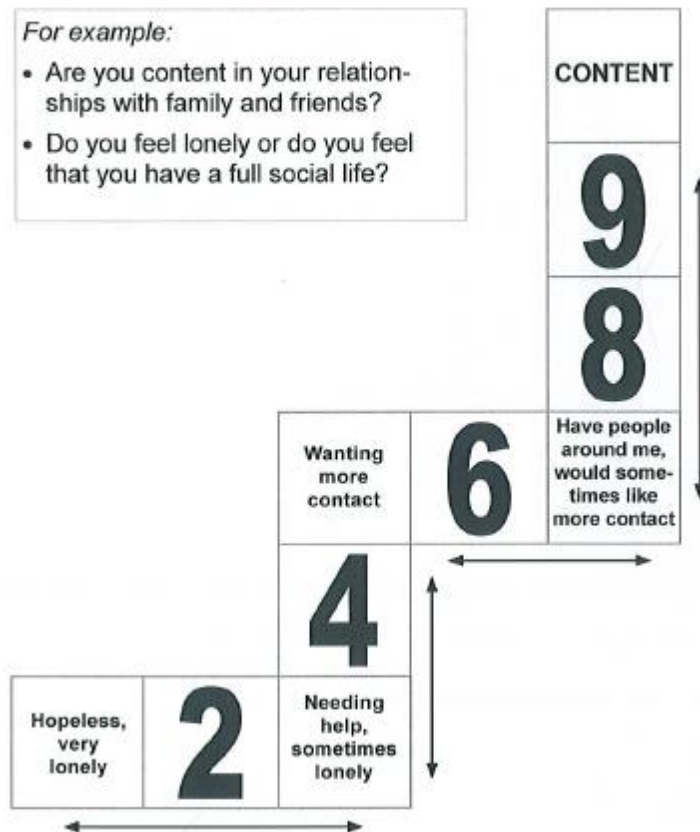 For example:
• Are you content in your relation-
ships with family and friends?
• Do you feel lonely or do you feel
that you have a full social life?
CONTENT
9
8
Wanting
more
contact
6
Have people
around me,
would some-
times like
more contact
4
Hopeless,
very
lonely
2
Needing
help,
sometimes
lonely